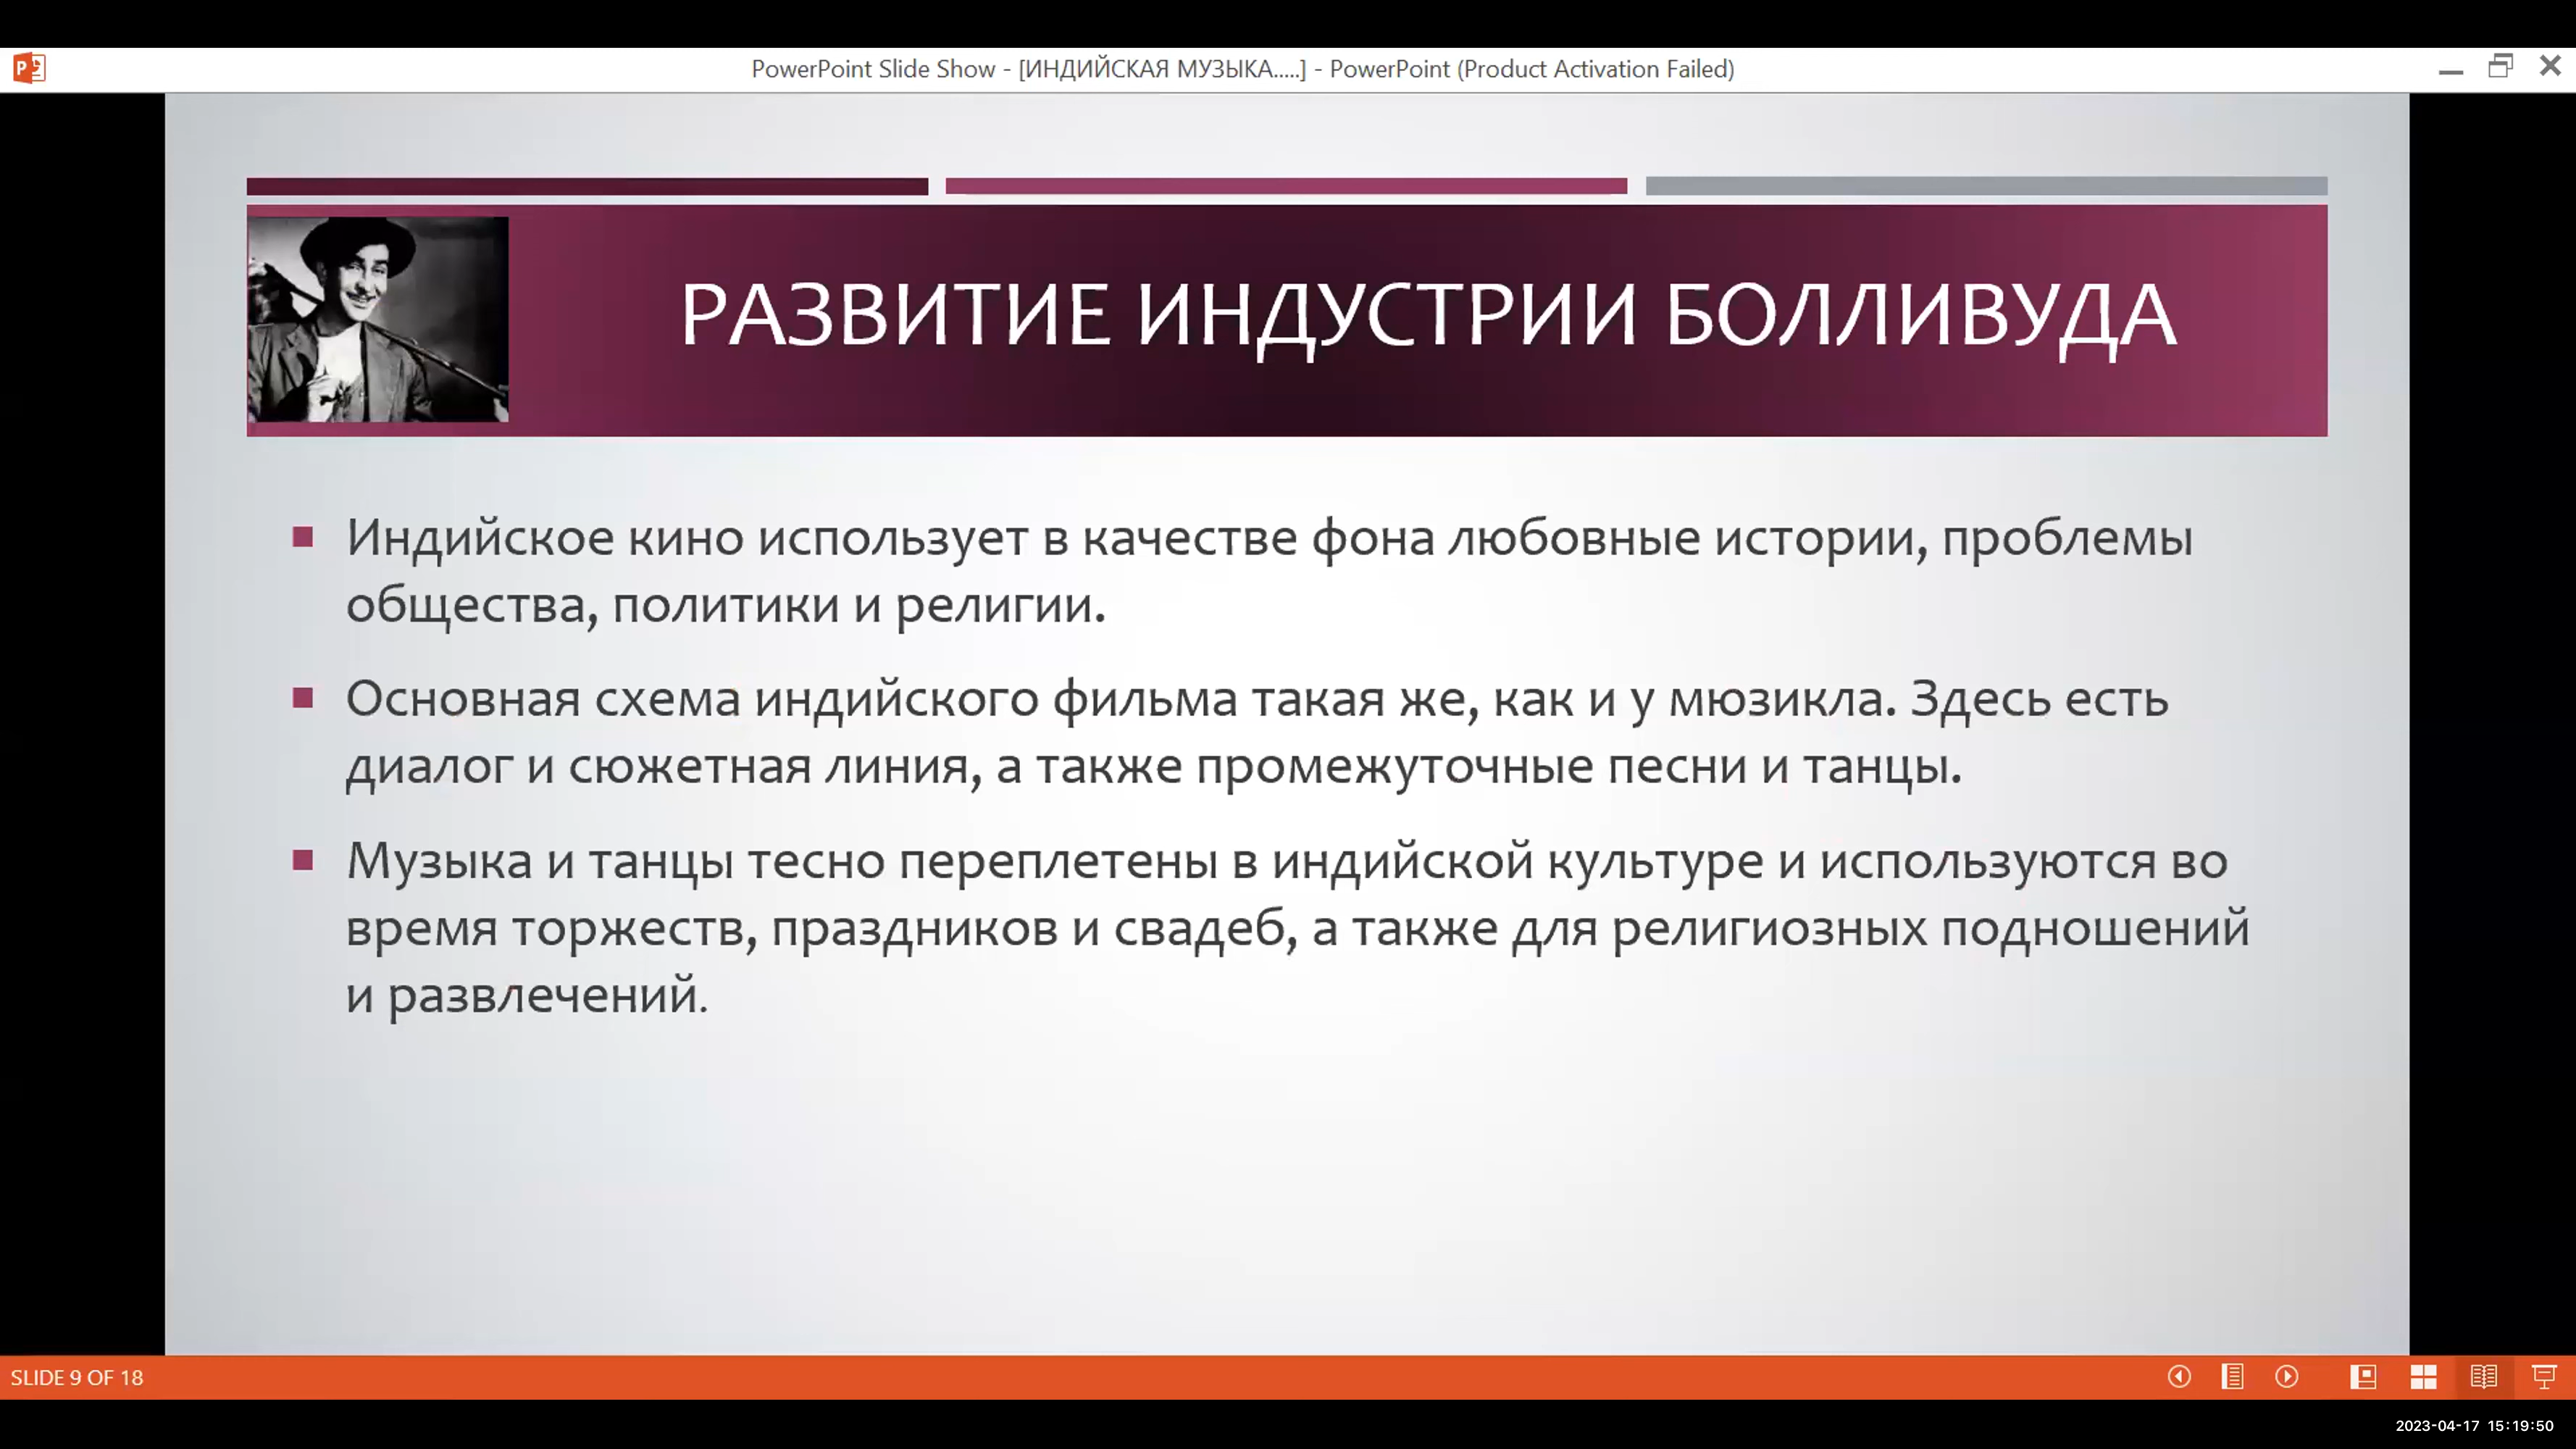 PowerPoint Slide Show - [ИНДИЙСКАЯ МУЗЫКА.....] - PowerPoint (Product Activation Failed)
РАЗВИТИЕ ИНДУСТРИИ БОЛЛИВУДА
Индийское кино использует в качестве фона любовные истории, проблемы
общества, политики и религии.
Основная схема индийского фильма такая же, как и у мюзикла. Здесь есть
диалог и сюжетная линия, а также промежуточные песни и танцы.
Музыка и танцы тесно переплетены в индийской культуре и используются во
время торжеств, праздников и свадеб, а также для религиозных подношений
и развлечений.
SLIDE 9 OF 18
2023-04-17 15:19:50